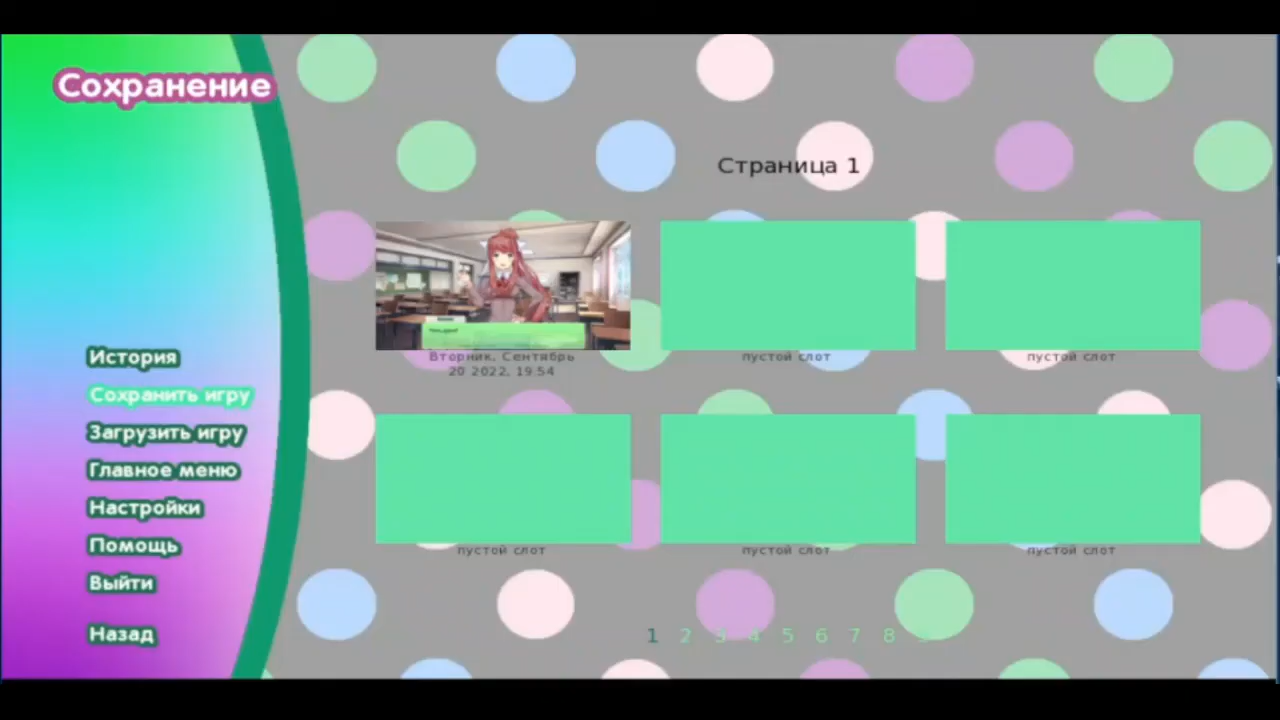 Сохранение
Страница 1
Вторник, Сентябрь
20 2022, 19:54
пустой слот
пустой слот
История
Сохранить игру
Загрузить игру
Главное меню
Настройки
Помощь
Выйти
Назад
пустой слот
пустой слот
пустой слот
1 2 3 4 5 6 7 8 9